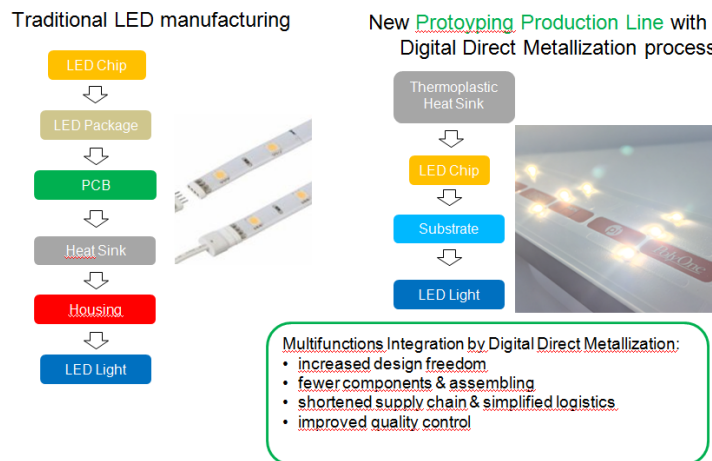 Traditional LED manufacturing
LED Chip
LED Package
PCB
Heat Sink
Housing
LED Light
New Protovping Production Line with
Digital Direct Metallization process
Thermoplastic
Heat Sink
LED Chip
Substrate
LED Light
PolyOne
Multifunctions Integration by Digital Direct Metallization:
• increased design freedom
• fewer components & assembling
• shortened supply chain & simplified logistics
• improved quality control